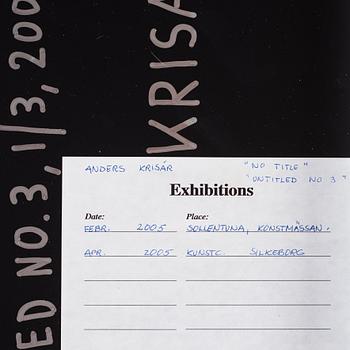 ED NO.3, 1/3, 200
KRISA
ANDERS KRISÁR "NO TITLE"
"UNTITLED NO 3"
Exhibitions
Date: Place:
FEBR. 2005 SOLLENTUNA, KONSTMÄSSAN.
APR. 2005 KUNSTC. SILKEBORG